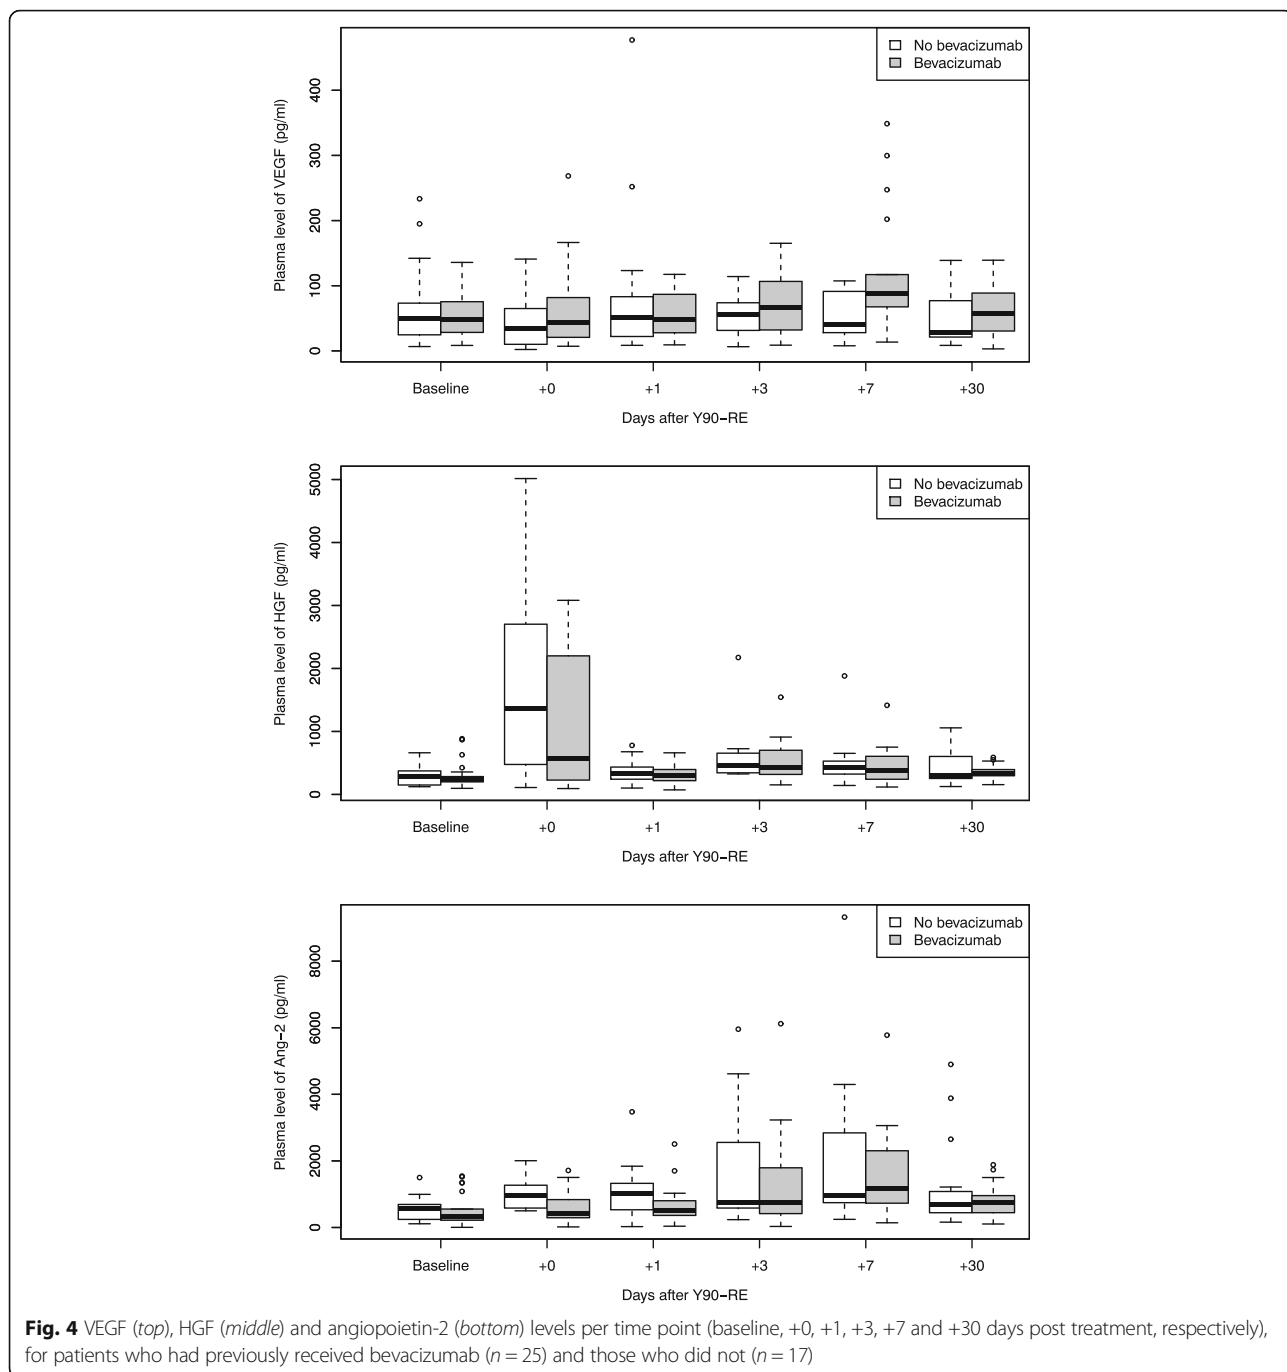 No bevacizumab
Bevacizumab
Plasma level of VEGF (pg/ml)
400
300
200
100
0
Baseline +0 +1 +3 +7 +30
Days after Y90−RE
No bevacizumab
Bevacizumab
Plasma level of HGF (pg/ml)
5000
4000
3000
2000
1000
0
Baseline +0 +1 +3 +7 +30
Days after Y90−RE
No bevacizumab
Bevacizumab
Plasma level of Ang−2 (pg/ml)
8000
6000
4000
2000
0
Baseline +0 +1 +3 +7 +30
Days after Y90−RE
Fig. 4 VEGF (top), HGF (middle) and angiopoietin-2 (bottom) levels per time point (baseline, +0, +1, +3, +7 and +30 days post treatment, respectively),
for patients who had previously received bevacizumab (n = 25) and those who did not (n = 17)